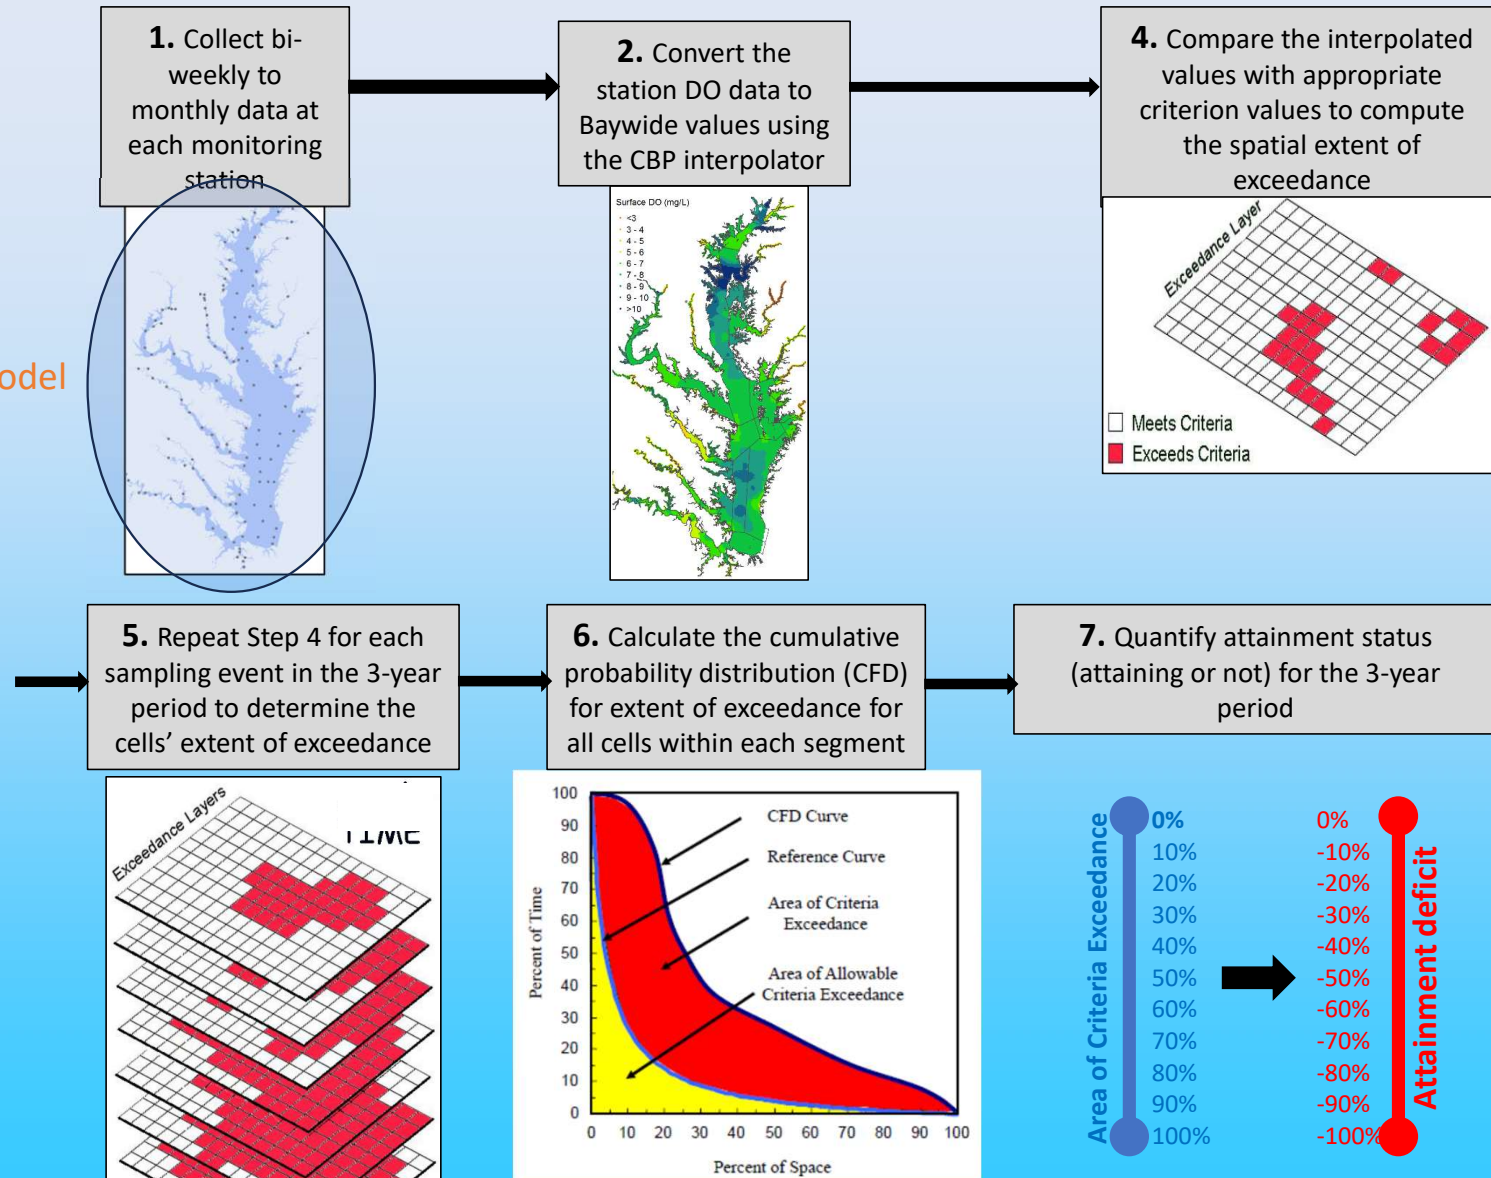 1. Collect bi-
weekly to
monthly data at
each monitoring
station
2. Convert the
station DO data to
Baywide values using
the CBP interpolator
4. Compare the interpolated
values with appropriate
criterion values to compute
the spatial extent of
exceedance
Surface DO (mg/L)
<3
3 - 4
4 - 5
5 - 6
6 - 7
7 - 8
8 - 9
9 - 10
>10
Exceedance Layer
Meets Criteria
Exceeds Criteria
5. Repeat Step 4 for each
sampling event in the 3-year
period to determine the
cells’ extent of exceedance
6. Calculate the cumulative
probability distribution (CFD)
for extent of exceedance for
all cells within each segment
7. Quantify attainment status
(attaining or not) for the 3-year
period
Exceedance Layers
TIME
100
90
80
70
60
50
40
30
20
10
0
Percent of Time
CFD Curve
Reference Curve
Area of Criteria
Exceedance
Area of Allowable
Criteria Exceedance
0 10 20 30 40 50 60 70 80 90 100
Percent of Space
Area of Criteria Exceedance
0%
10%
20%
30%
40%
50%
60%
70%
80%
90%
100%
0%
-10%
-20%
-30%
-40%
-50%
-60%
-70%
-80%
-90%
-100%
Attainment deficit